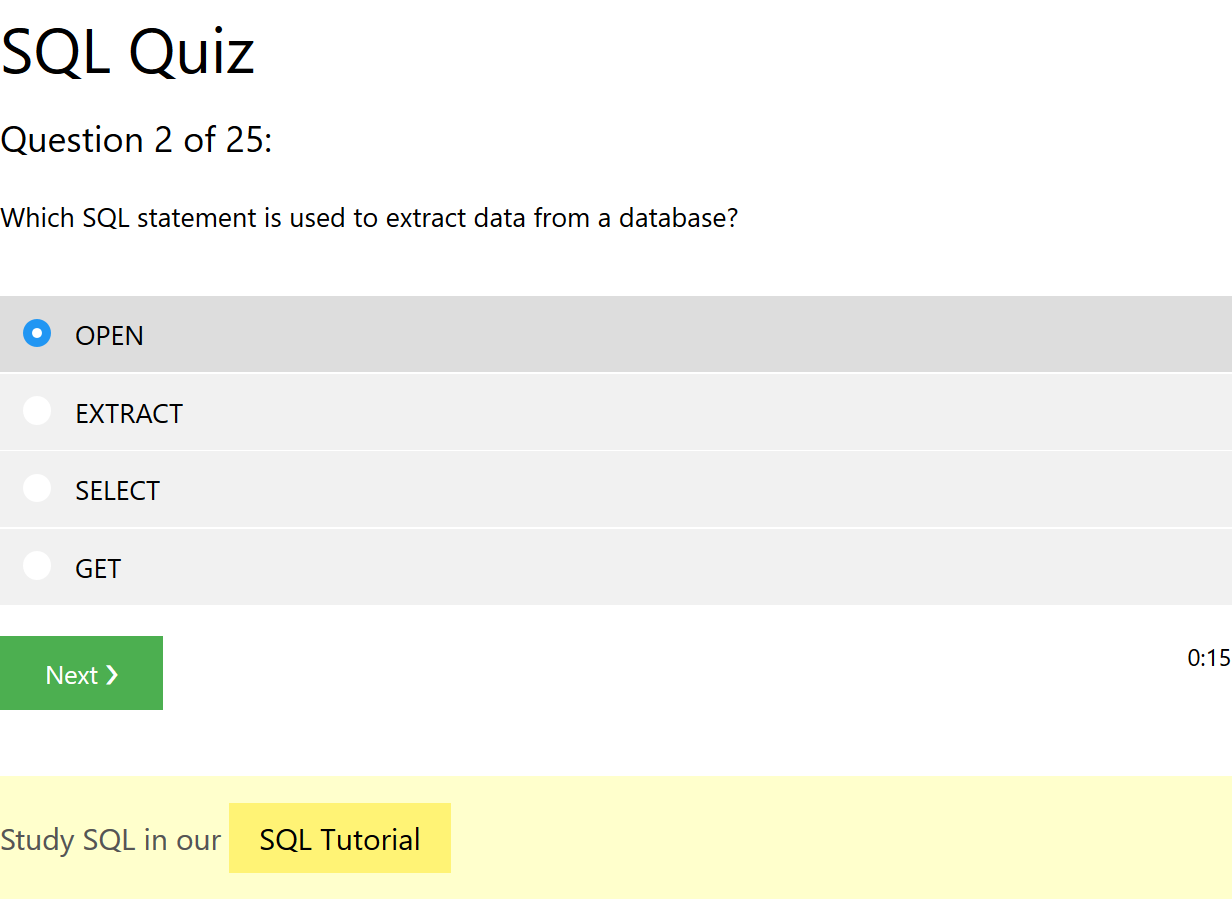 SQL Quiz
Question 2 of 25:
Which SQL statement is used to extract data from a database?
OPEN
EXTRACT
SELECT
GET
Next ❯
0:15
Study SQL in our SQL Tutorial